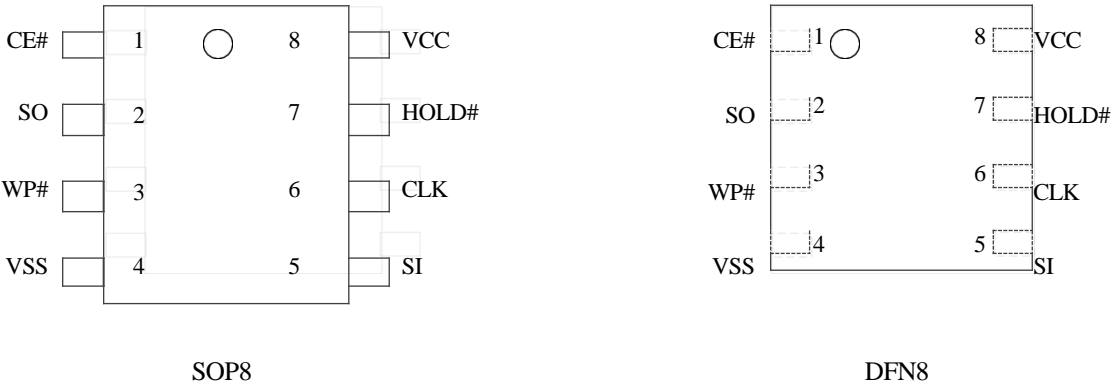 CE# 1 8 VCC
SO 2 7 HOLD#
WP# 3 6 CLK
VSS 4 5 SI
SOP8
CE# 1 8 VCC
SO 2 7 HOLD#
WP# 3 6 CLK
VSS 4 5 SI
DFN8